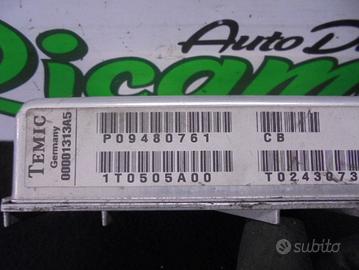 Auto D
Ricam
TEMIC
Germany
00001313A5
P09480761
CB
1T0505A00
T0243073
subito